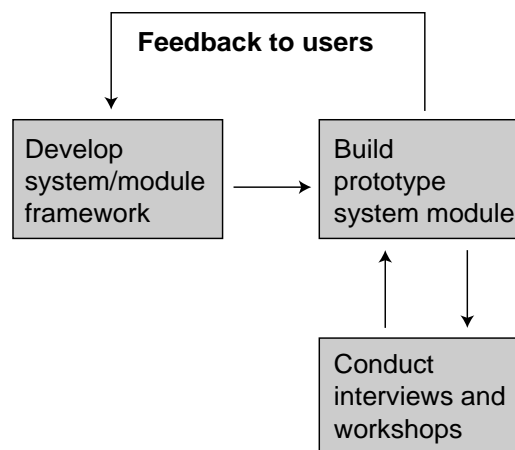 Feedback to users
Develop
system/module
framework
Build
prototype
system module
Conduct
interviews and
workshops